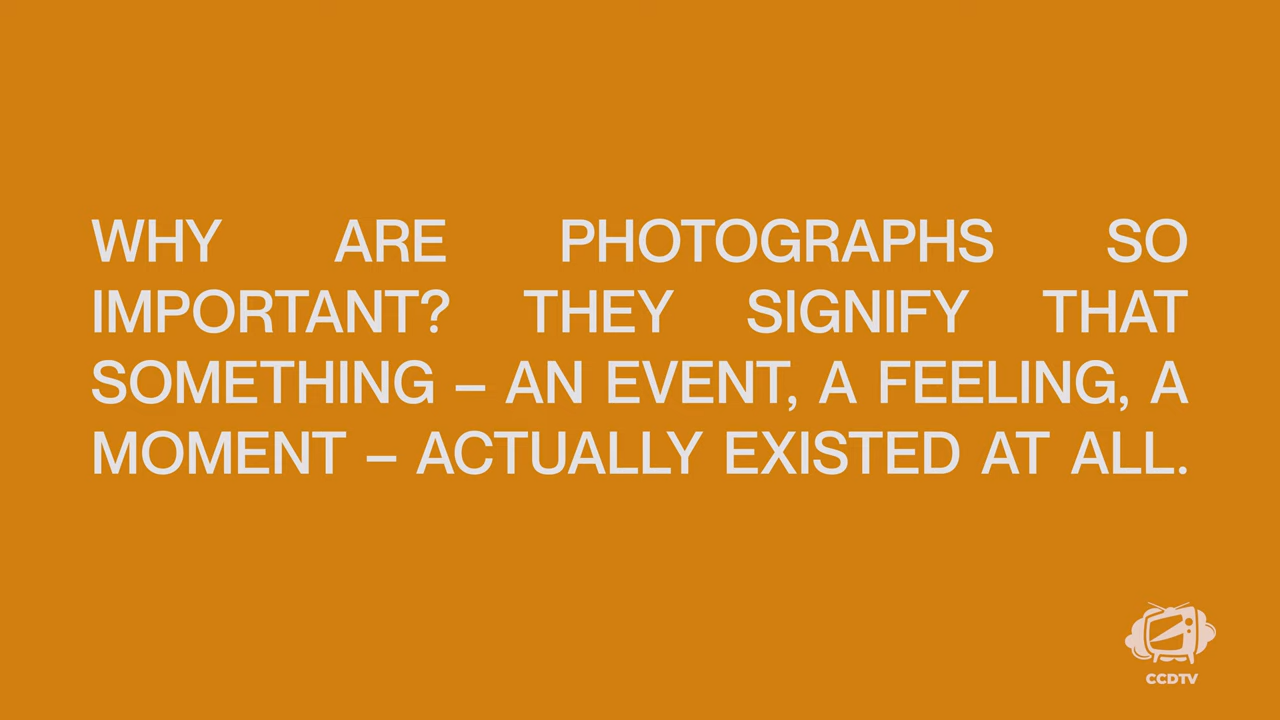 WHY ARE PHOTOGRAPHS SO
IMPORTANT? THEY SIGNIFY THAT
SOMETHING – AN EVENT, A FEELING, A
MOMENT – ACTUALLY EXISTED AT ALL.
CCDTV